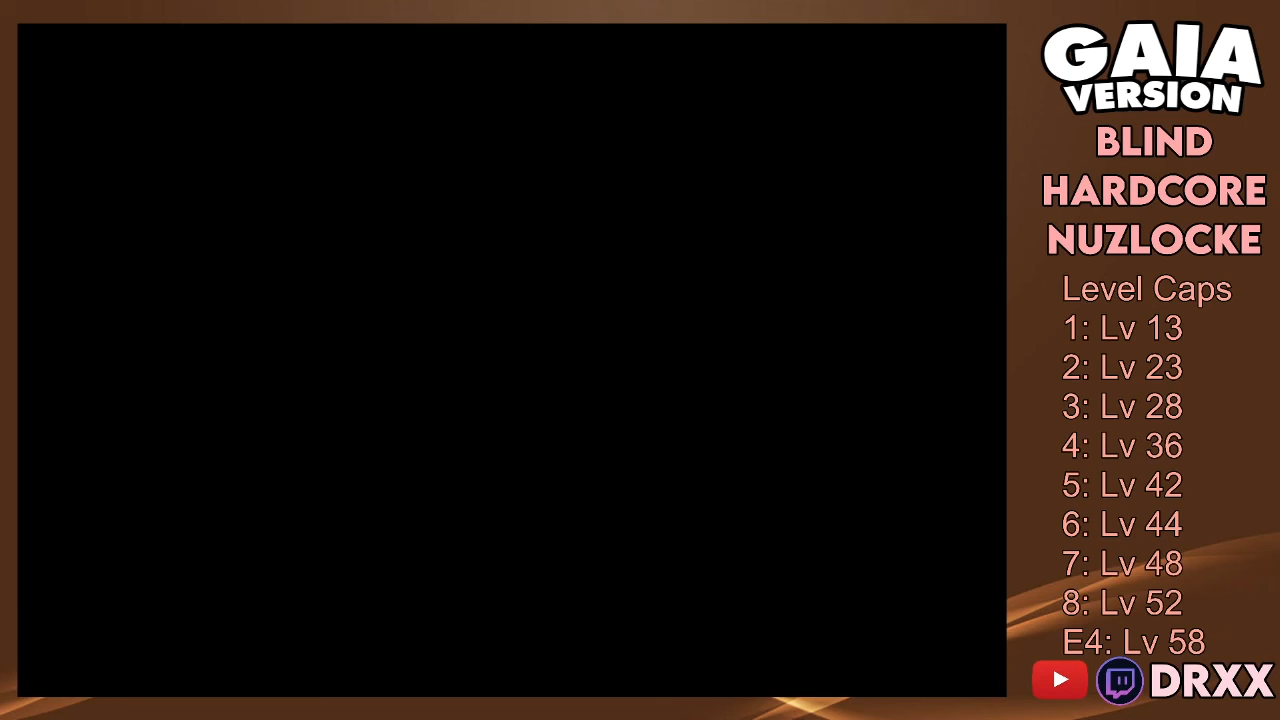 GAIA
VERSION
BLIND
HARDCORE
NUZLOCKE
Level Caps
1: Lv 13
2: Lv 23
3: Lv 28
4: Lv 36
5: Lv 42
6: Lv 44
7: Lv 48
8: Lv 52
E4: Lv 58
DRXX